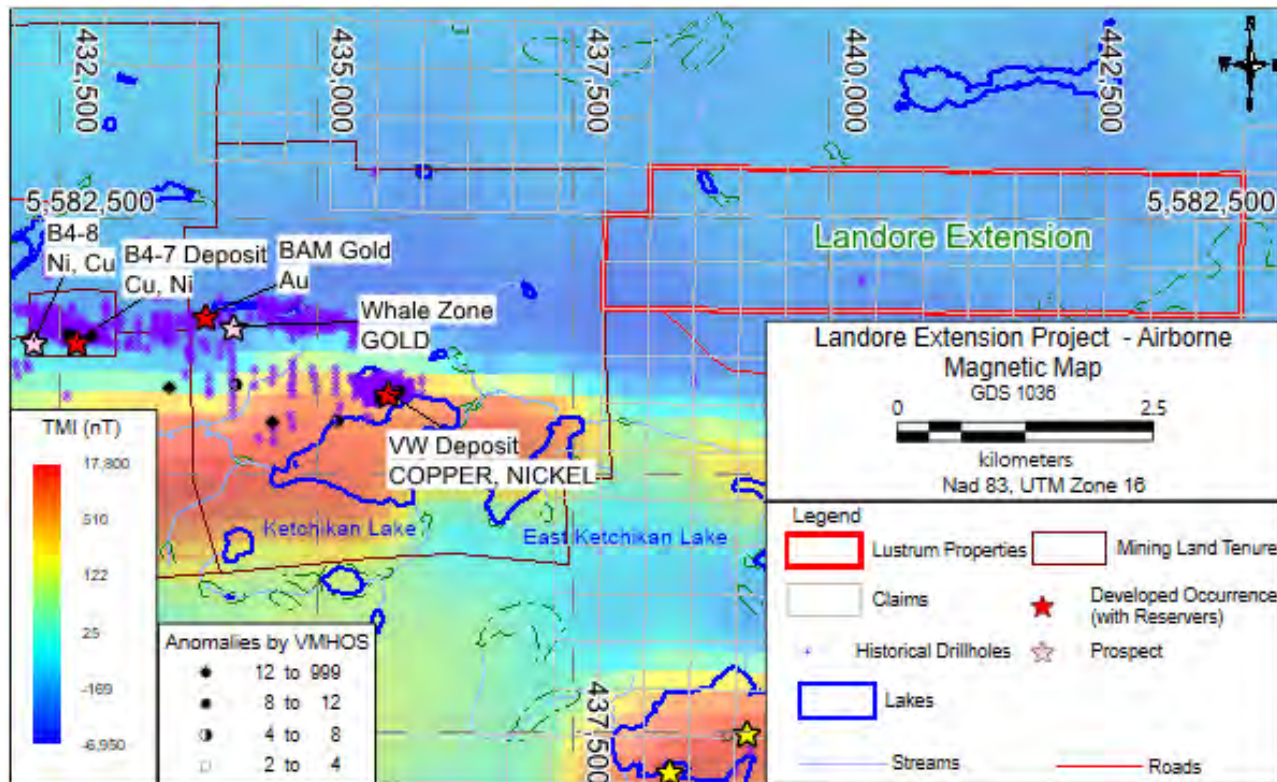 432,500
435,000
437,500
440,000
442,500
5,582,500
5,582,500
B4-8
Ni, Cu
B4-7 Deposit
Cu, Ni
BAM Gold
Au
Whale Zone
GOLD
Landore Extension
VW Deposit
COPPER, NICKEL
Ketchikan Lake
East Ketchikan Lake
437,500
TMI (nT)
17,800
510
122
25
-169
-6,950
Anomalies by VMHOS
12 to 999
8 to 12
4 to 8
2 to 4
Landore Extension Project - Airborne
Magnetic Map
GDS 1036
0 2.5
kilometers
Nad 83, UTM Zone 16
Legend
Lustrum Properties
Mining Land Tenure
Claims
Developed Occurrence
(with Reservers)
Historical Drillholes
Prospect
Lakes
Streams
Roads